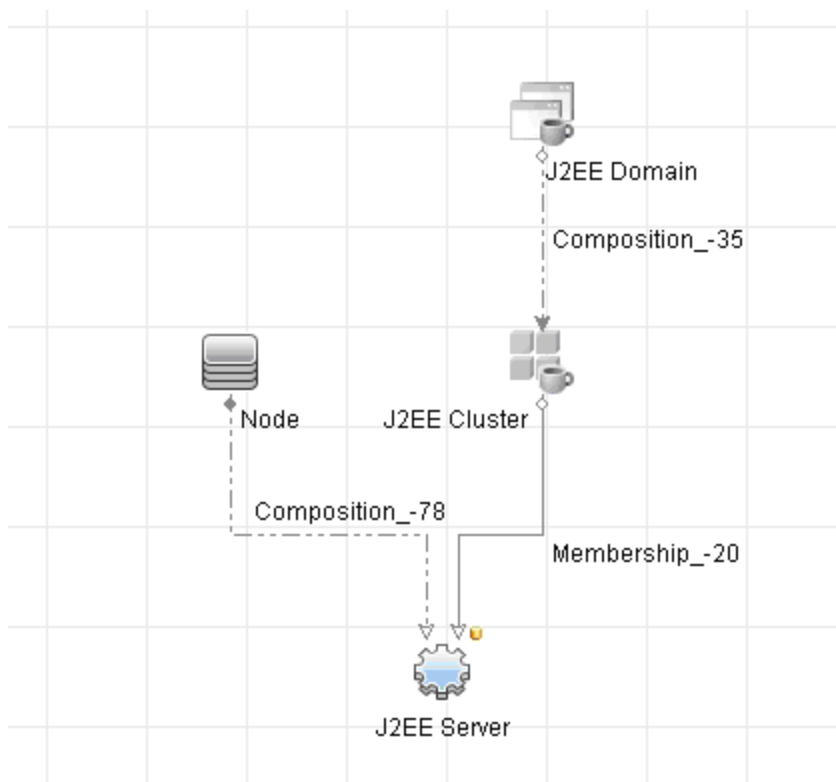 J2EE Domain
Composition_-35
Node
J2EE Cluster
Composition_-78
Membership_-20
J2EE Server